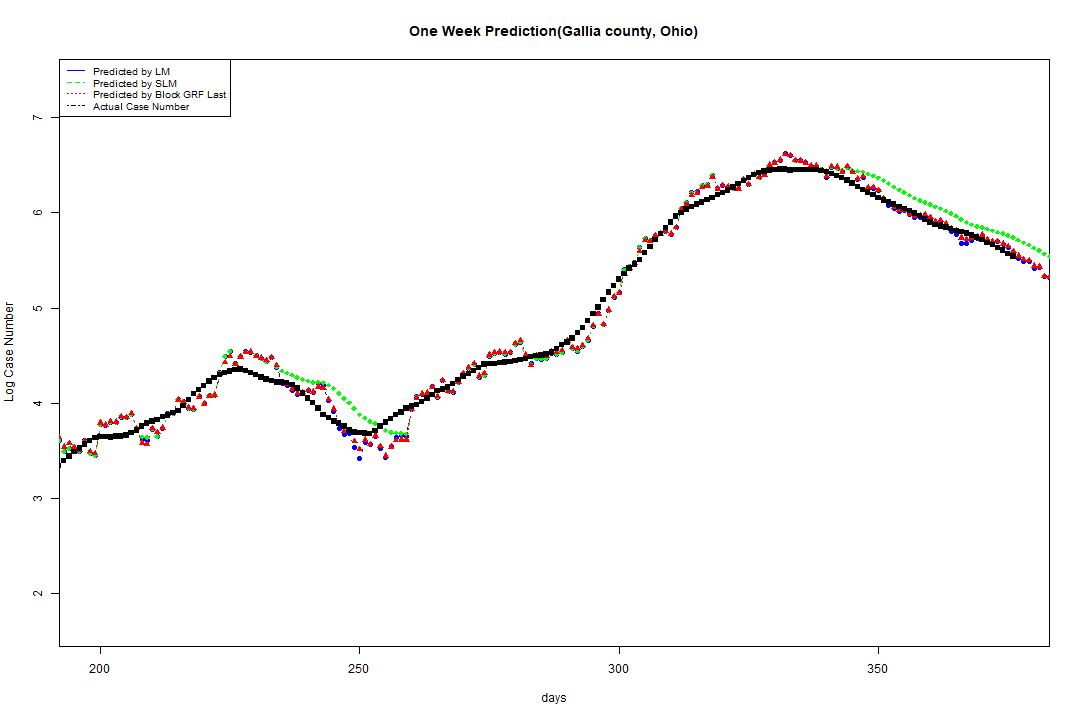 One Week Prediction(Gallia county, Ohio)
Predicted by LM
Predicted by SLM
Predicted by Block GRF Last
Actual Case Number
7
6
5
4
3
2
Log Case Number
200 250 300 350
days